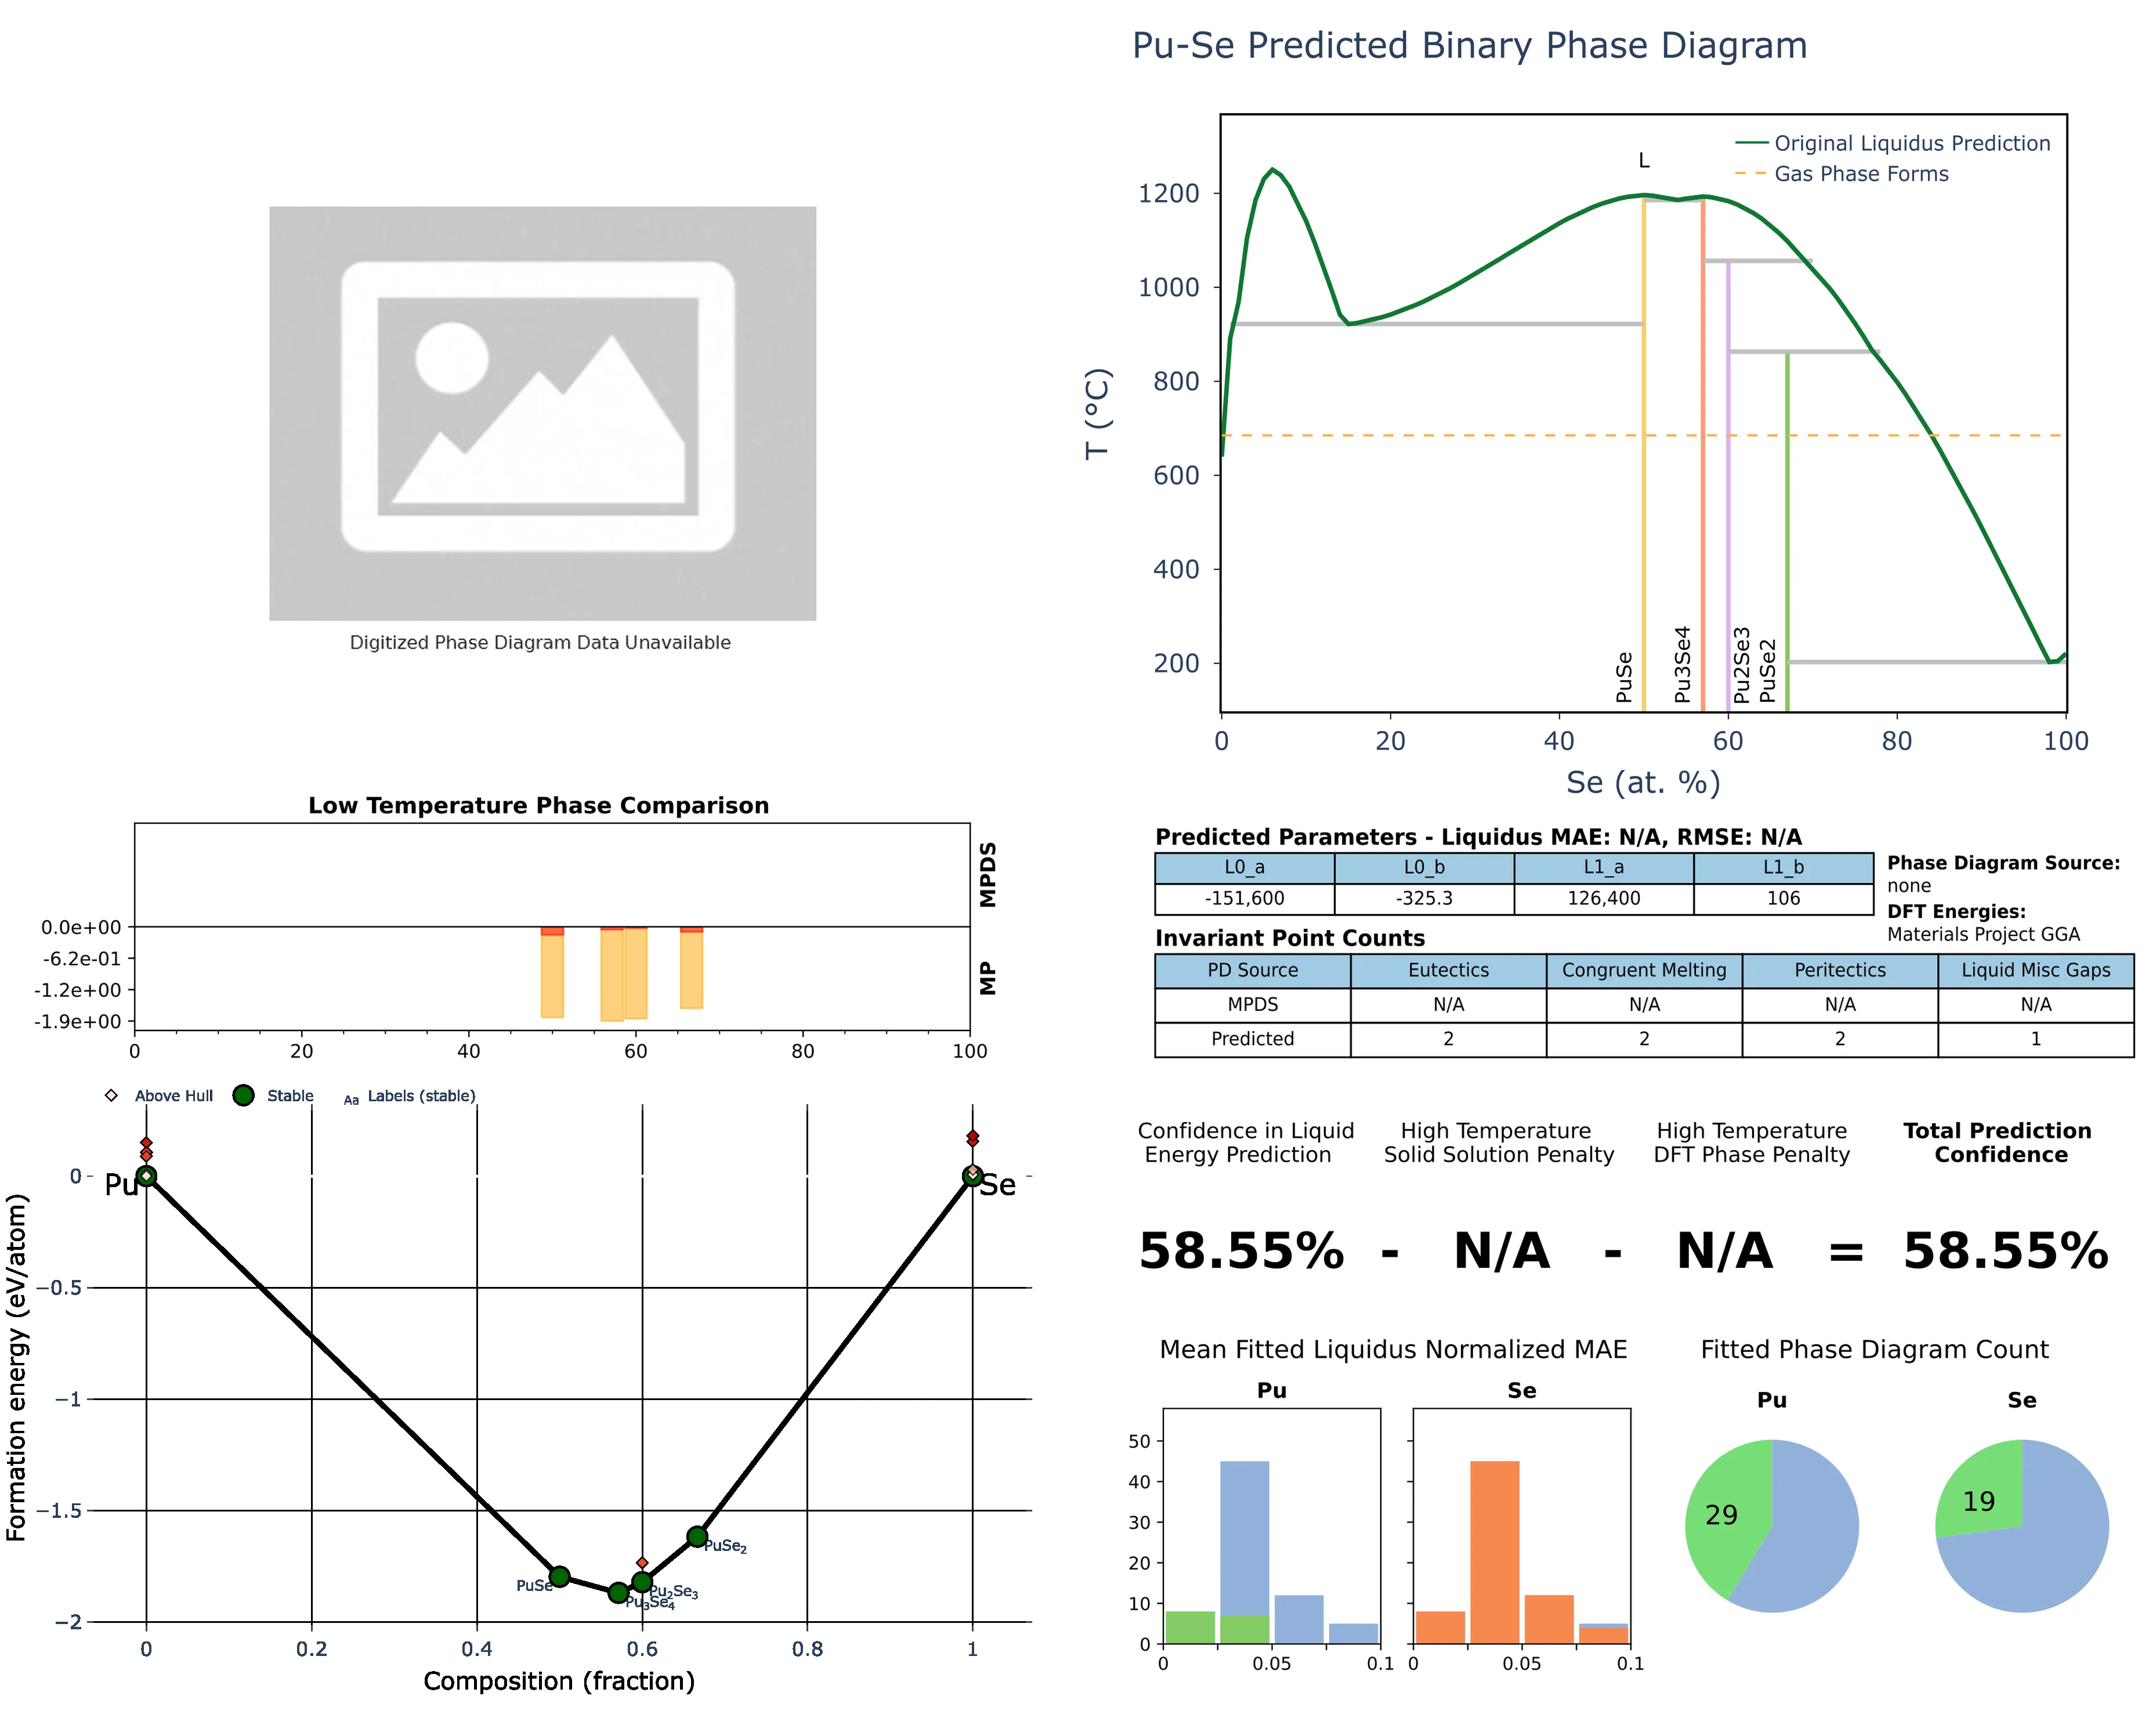 Pu-Se Predicted Binary Phase Diagram
Digitized Phase Diagram Data Unavailable
Original Liquidus Prediction
Gas Phase Forms
L
T (°C)
1200
1000
800
600
400
200
PuSe
Pu3Se4
Pu2Se3
PuSe2
0 20 40 60 80 100
Se (at. %)
Low Temperature Phase Comparison
MPDS
MP
0.0e+00
-6.2e-01
-1.2e+00
-1.9e+00
0 20 40 60 80 100
Predicted Parameters - Liquidus MAE: N/A, RMSE: N/A
L0_a L0_b L1_a L1_b
-151,600 -325.3 126,400 106
Phase Diagram Source:
none
DFT Energies:
Materials Project GGA
Invariant Point Counts
PD Source Eutectics Congruent Melting Peritectics Liquid Misc Gaps
MPDS N/A N/A N/A N/A
Predicted 2 2 2 1
Above Hull Stable Aa Labels (stable)
Pu
Se
Formation energy (eV/atom)
0
−0.5
−1
−1.5
−2
PuSe
Pu₃Se₄
Pu₂Se₃
PuSe₂
0 0.2 0.4 0.6 0.8 1
Composition (fraction)
Confidence in Liquid
Energy Prediction
High Temperature
Solid Solution Penalty
High Temperature
DFT Phase Penalty
Total Prediction
Confidence
58.55% - N/A - N/A = 58.55%
Mean Fitted Liquidus Normalized MAE
Pu
Se
50
40
30
20
10
0
0 0.05 0.1
0 0.05 0.1
Fitted Phase Diagram Count
Pu
Se
29
19